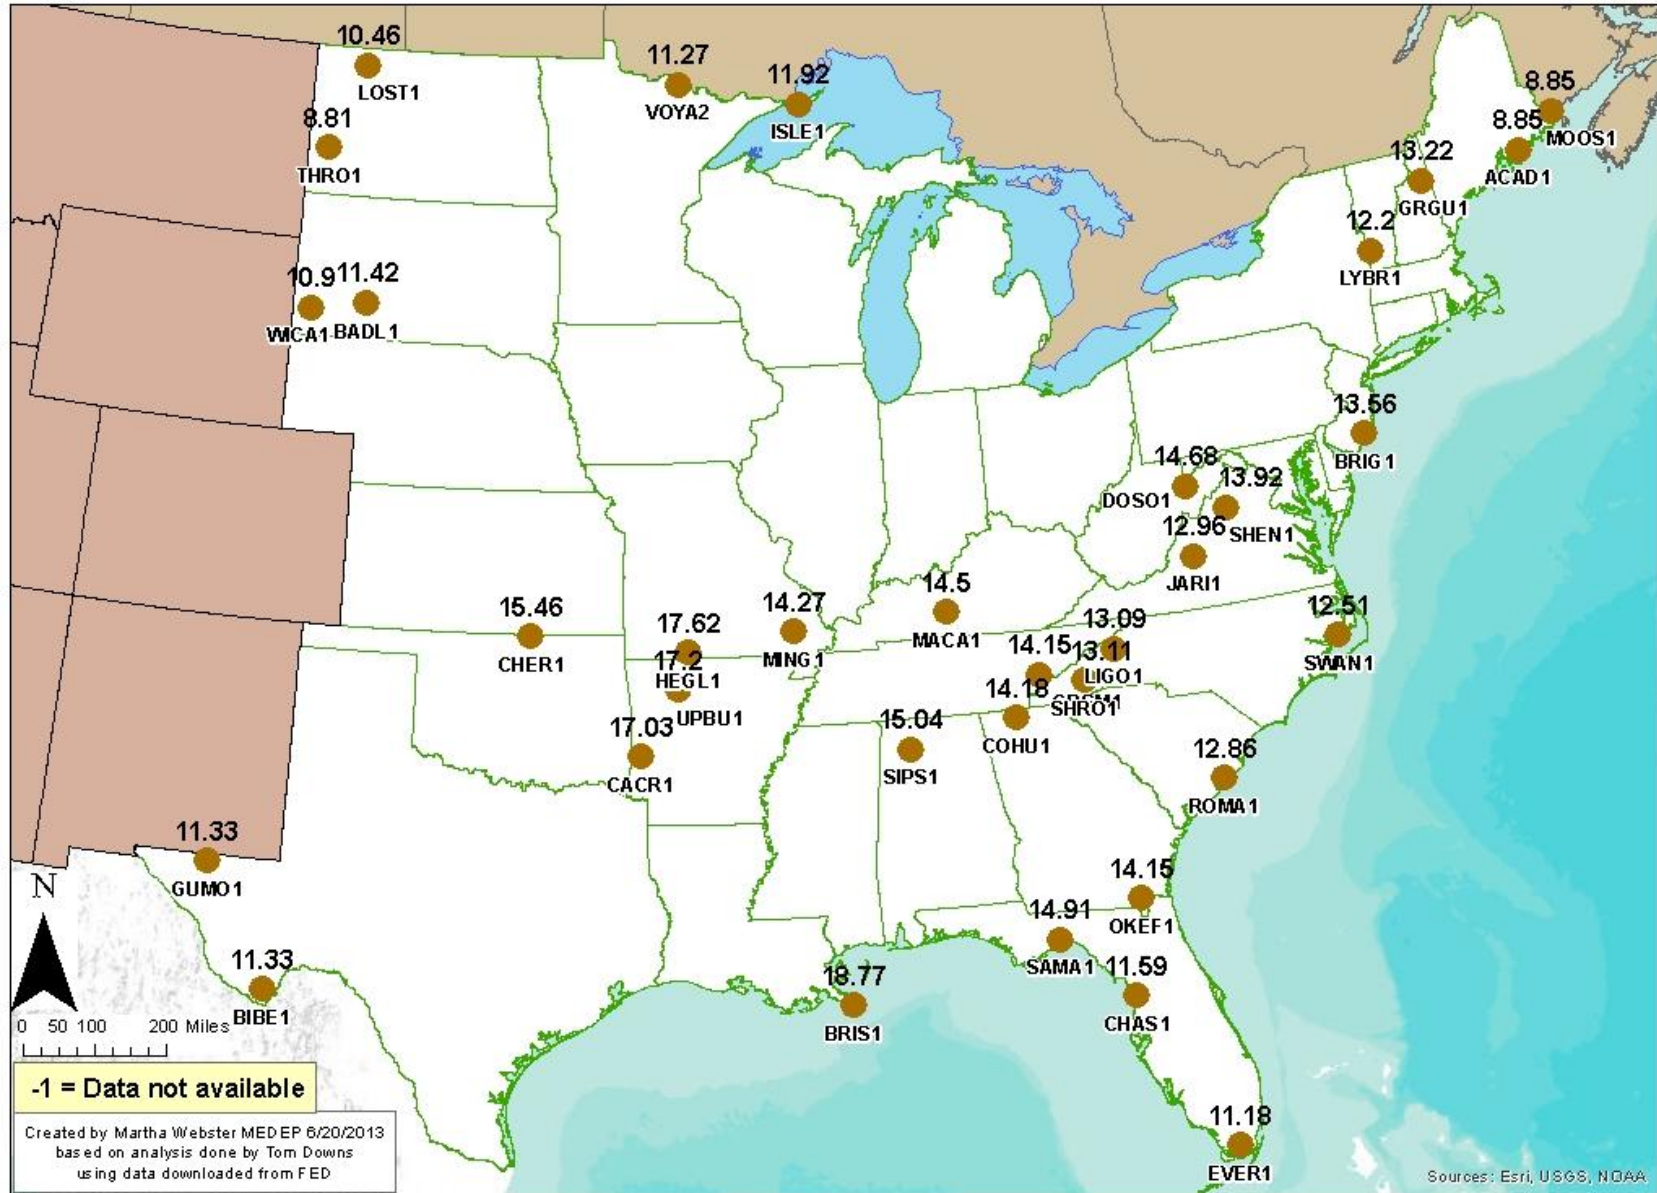 10.46
LOST1
8.81
THRO1
11.27
VOYA2
11.92
ISLE1
8.85
MOOS1
8.85
ACAD1
13.22
GRGU1
12.2
LYBR1
10.9
WICA1
11.42
BADL1
13.56
BRIG1
14.68
DOSO1
13.92
SHEN1
12.96
JARI1
15.46
CHER1
17.62
HEGL1
17.2
UPBU1
14.27
MING1
14.5
MACA1
13.09
LIGO1
14.15
13.11
SHRO1
12.51
SWAN1
17.03
CACR1
15.04
SIPS1
14.18
COHU1
12.86
ROMA1
11.33
GUMO1
11.33
BIBE1
14.15
OKEF1
14.91
SAMA1
11.59
CHAS1
18.77
BRIS1
11.18
EVER1
N
0 50 100 200 Miles
-1 = Data not available
Created by Martha Webster MEDEP 6/20/2013
based on analysis done by Tom Downs
using data downloaded from FED
Sources: Esri, USGS, NOAA